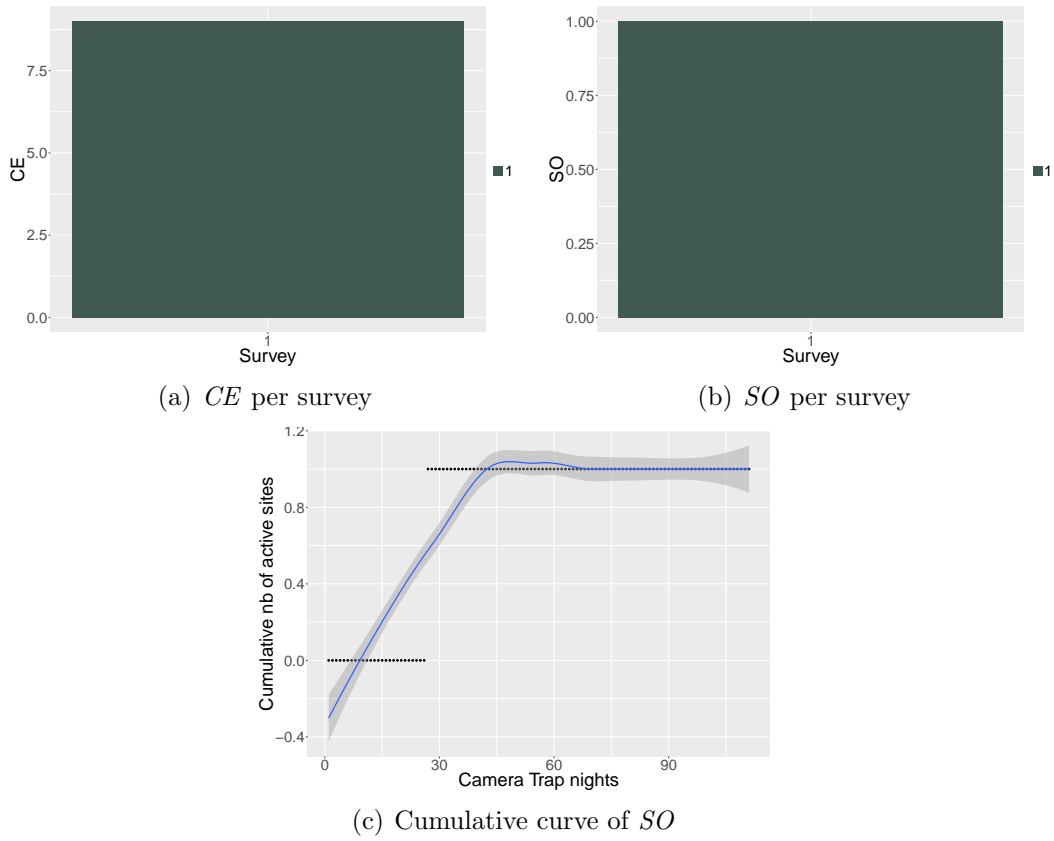 7.5
5.0
2.5
0.0
CE
1
Survey
1
(a) CE per survey
1.00
0.75
0.50
0.25
0.00
SO
1
Survey
1
(b) SO per survey
1.2
0.8
0.4
0.0
−0.4
Cumulative nb of active sites
0 30 60 90
Camera Trap nights
(c) Cumulative curve of SO